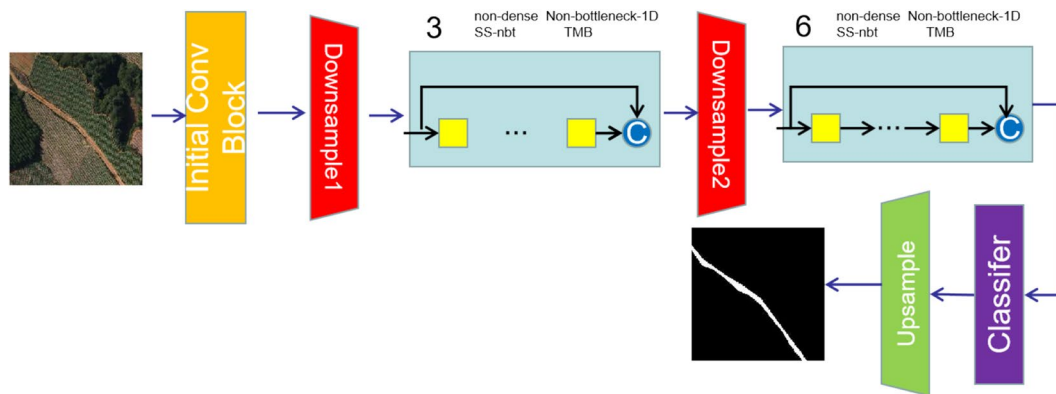 Initial Conv
Block
Downsample1
3
non-dense Non-bottleneck-1D
SS-nbt TMB
...
C
Downsample2
6
non-dense Non-bottleneck-1D
SS-nbt TMB
...
C
Classifer
Upsample